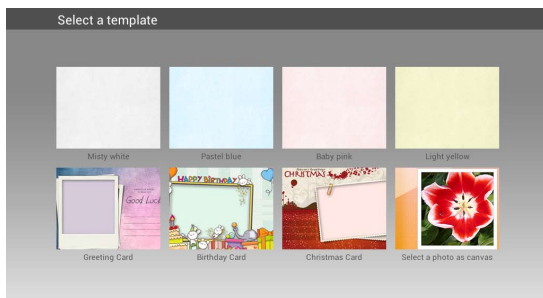 Select a template
Misty white
Pastel blue
Baby pink
Light yellow
Good Luck
HAPPY BIRTHDAY
CHRISTMAS
Greeting Card
Birthday Card
Christmas Card
Select a photo as canvas